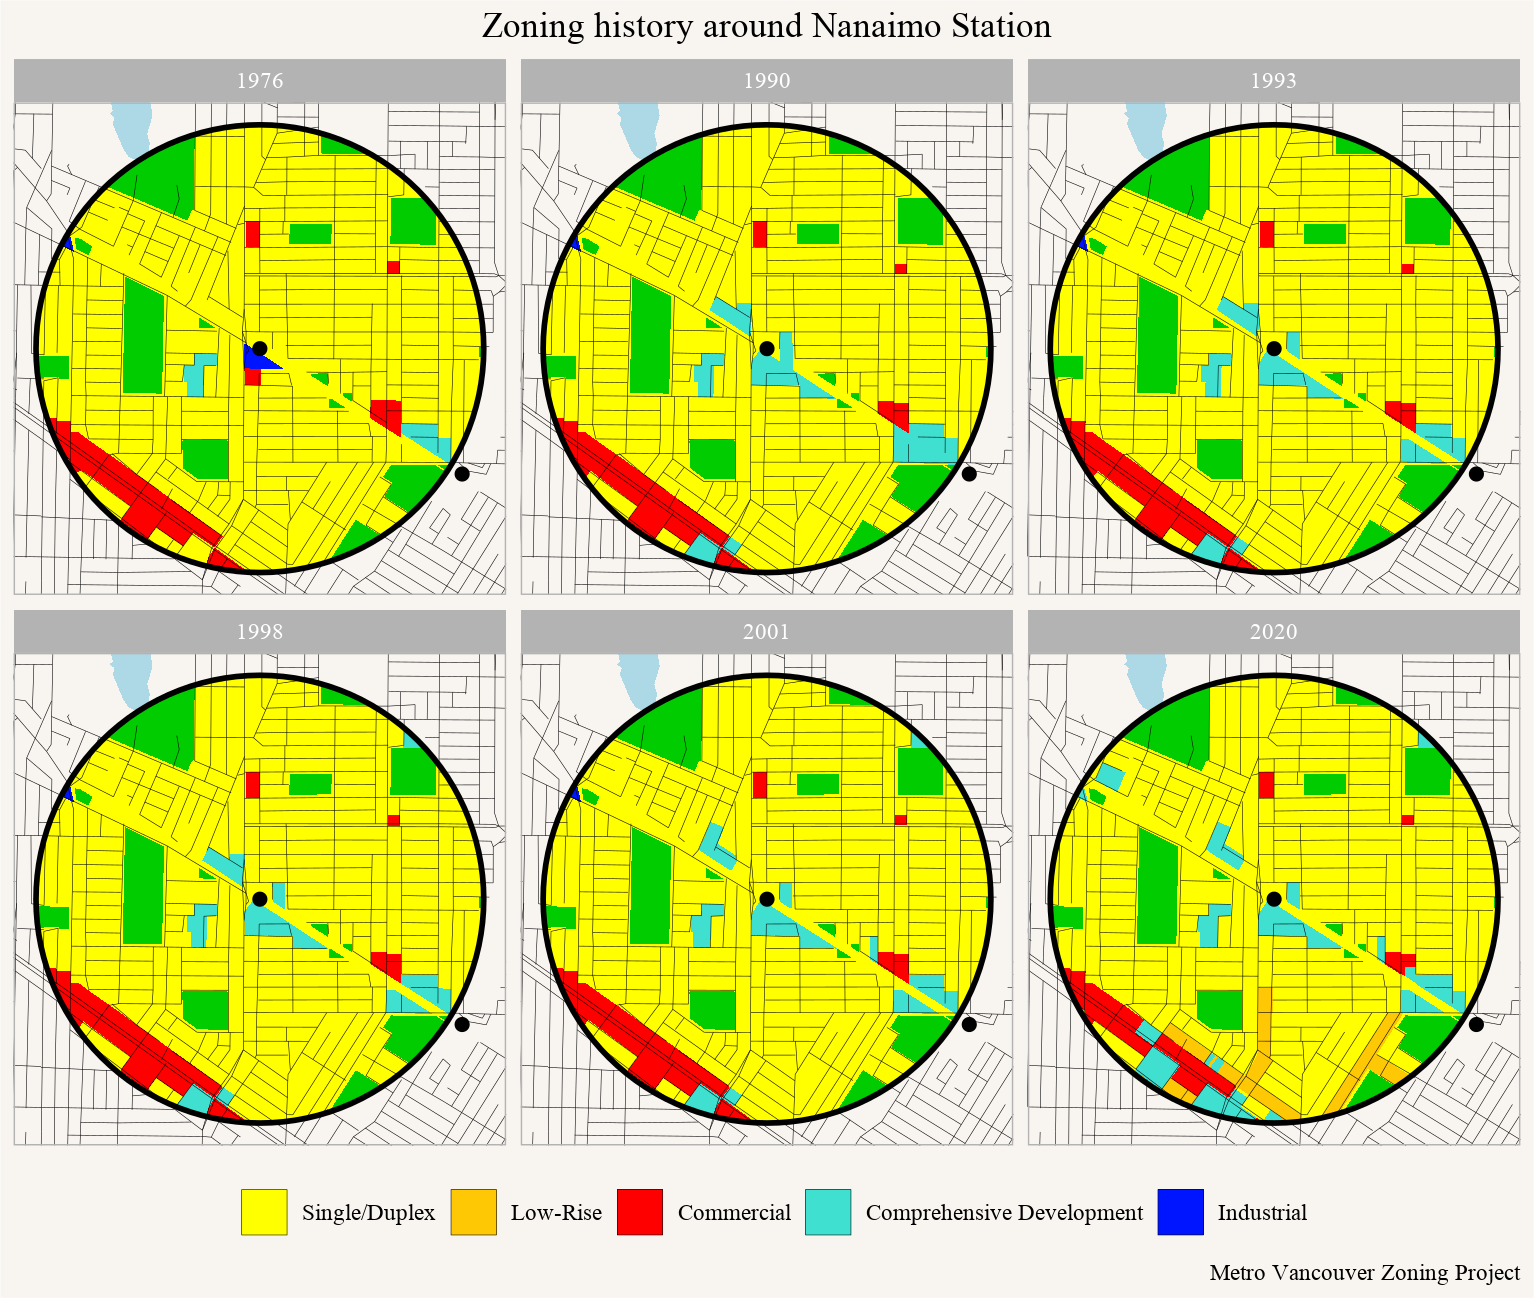 Zoning history around Nanaimo Station
1976
1990
1993
1998
2001
2020
Single/Duplex
Low-Rise
Commercial
Comprehensive Development
Industrial
Metro Vancouver Zoning Project